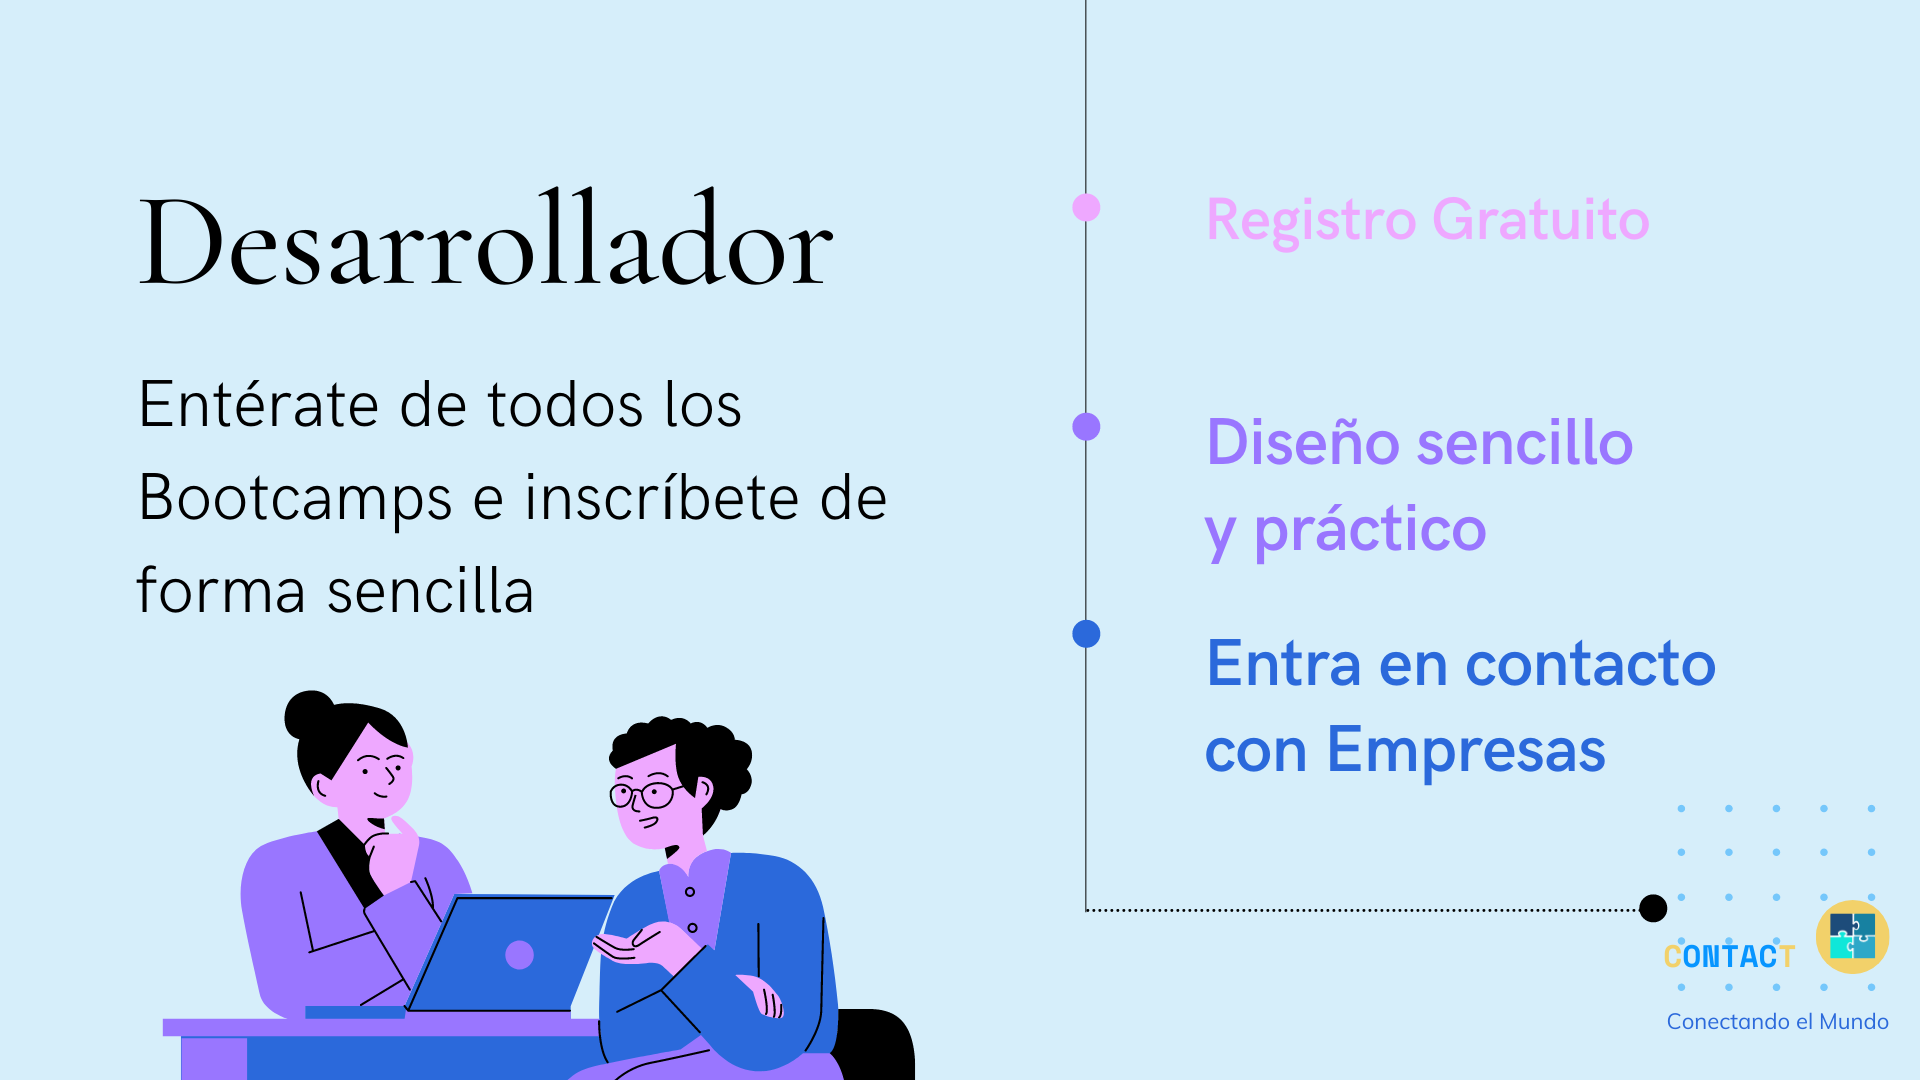 Desarrollador
Entérate de todos los
Bootcamps e inscríbete de
forma sencilla
Registro Gratuito
Diseño sencillo
y práctico
Entra en contacto
con Empresas
CONTACT
Conectando el Mundo